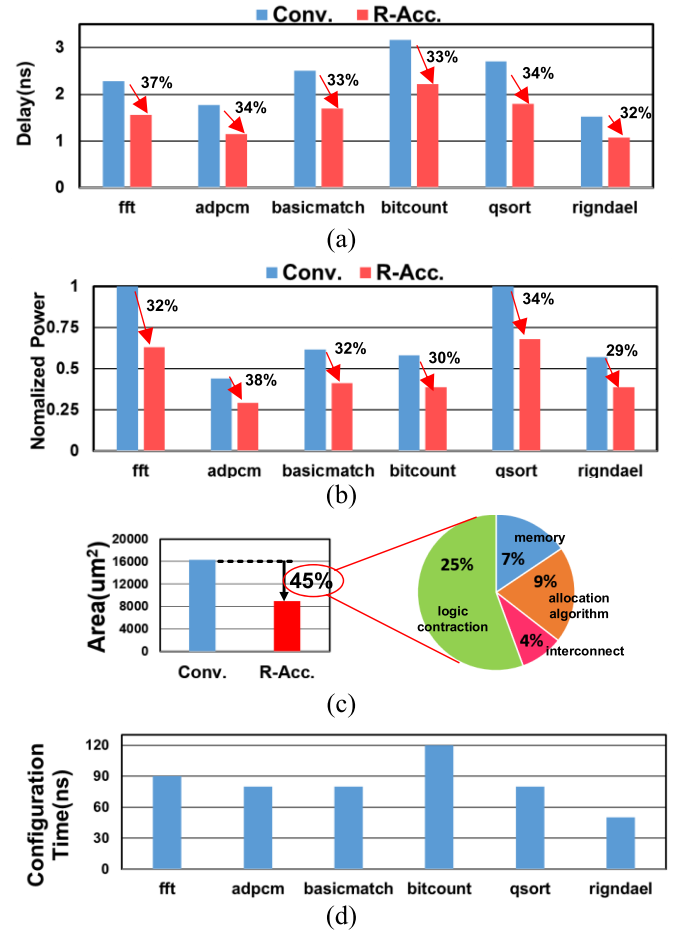 Conv. R-Acc.
Delay(ns)
3
2
1
0
37%
34%
33%
33%
34%
32%
fft adpcm basicmatch bitcount qsort rigndael
(a)
Conv. R-Acc.
Nomalized Power
1
0.75
0.5
0.25
0
32%
38%
32%
30%
34%
29%
fft adpcm basicmatch bitcount qsort rigndael
(b)
Area(um²)
20000
16000
12000
8000
4000
0
45%
Conv. R-Acc.
memory
7%
25%
9%
allocation
algorithm
logic
contraction
4%
interconnect
(c)
Configuration
Time(ns)
120
90
60
30
0
fft adpcm basicmatch bitcount qsort rigndael
(d)